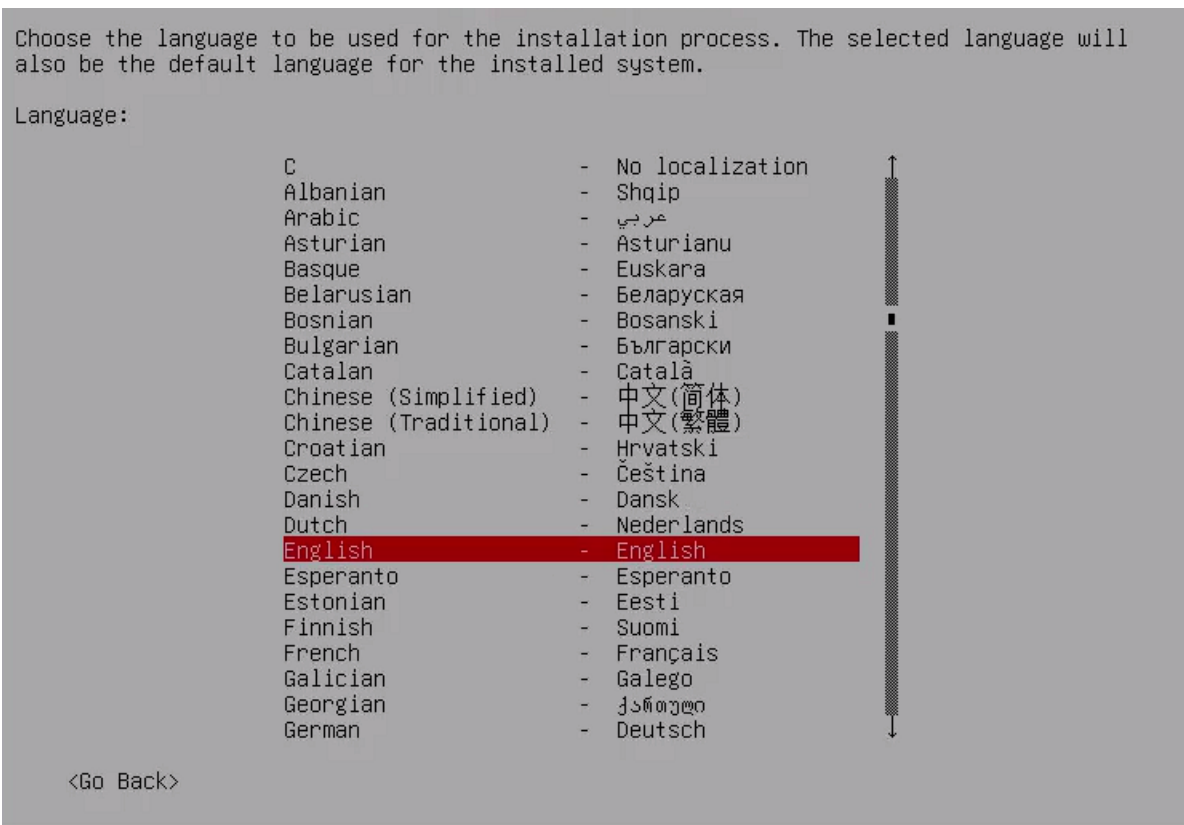 Choose the language to be used for the installation process. The selected language will
also be the default language for the installed system.
Language:
C - No localization
Albanian - Shqip
Arabic - عربي
Asturian - Asturianu
Basque - Euskara
Belarusian - Беларуская
Bosnian - Bosanski
Bulgarian - Български
Catalan - Català
Chinese (Simplified) - 中文(简体)
Chinese (Traditional) - 中文(繁體)
Croatian - Hrvatski
Czech - Čeština
Danish - Dansk
Dutch - Nederlands
English - English
Esperanto - Esperanto
Estonian - Eesti
Finnish - Suomi
French - Français
Galician - Galego
Georgian - ქართული
German - Deutsch
<Go Back>